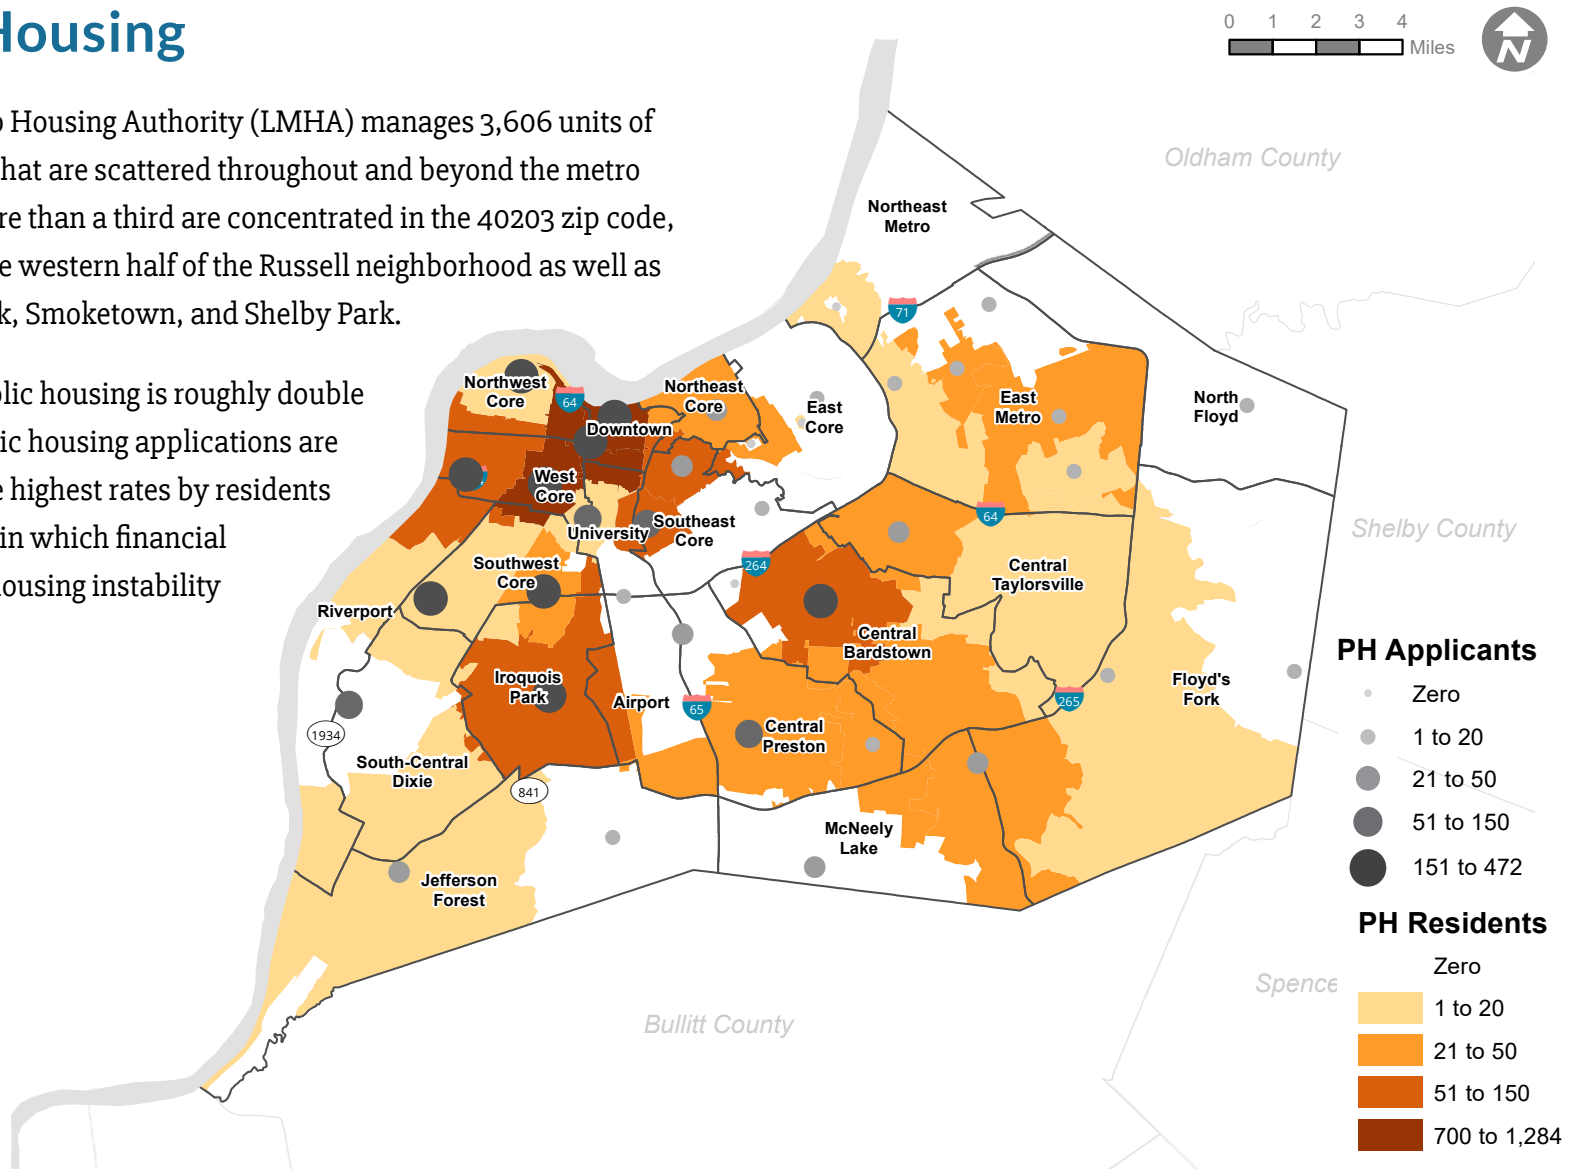 Housing
Housing Authority (LMHA) manages 3,606 units of
hat are scattered throughout and beyond the metro
re than a third are concentrated in the 40203 zip code,
e western half of the Russell neighborhood as well as
k, Smoketown, and Shelby Park.
lic housing is roughly double
ic housing applications are
e highest rates by residents
in which financial
ousing instability
0 1 2 3 4
Miles
N
Oldham County
Northeast
Metro
71
Northwest
Core
64
Downtown
Northeast
Core
East
Core
East
Metro
North
Floyd
West
Core
University
Southeast
Core
64
Shelby County
264
Southwest
Core
Central
Taylorsville
Riverport
Central
Bardstown
Iroquois
Park
Airport
65
265
Floyd's
Fork
1934
Central
Preston
South-Central
Dixie
841
McNeely
Lake
Jefferson
Forest
Bullitt County
Spence
PH Applicants
Zero
1 to 20
21 to 50
51 to 150
151 to 472
PH Residents
Zero
1 to 20
21 to 50
51 to 150
700 to 1,284